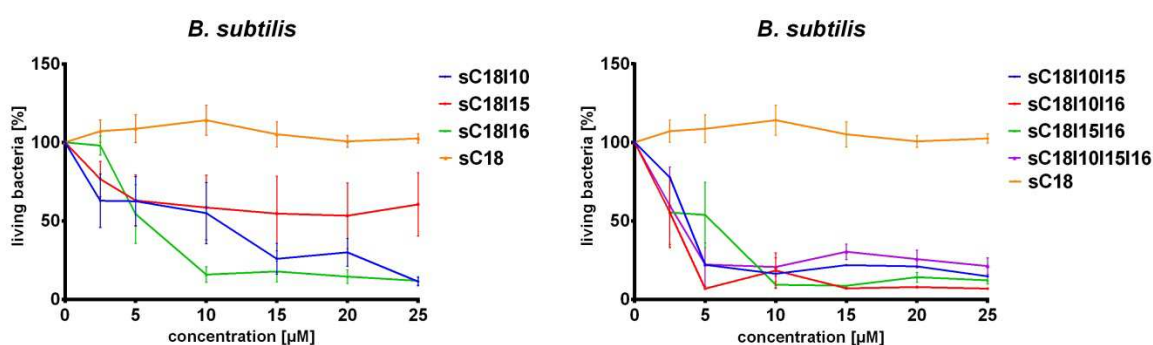 B. subtilis
living bacteria [%]
150
100
50
0
0 5 10 15 20 25
concentration [µM]
sC18I10
sC18I15
sC18I16
sC18
B. subtilis
living bacteria [%]
150
100
50
0
0 5 10 15 20 25
concentration [µM]
sC18I10I15
sC18I10I16
sC18I15I16
sC18I10I15I16
sC18